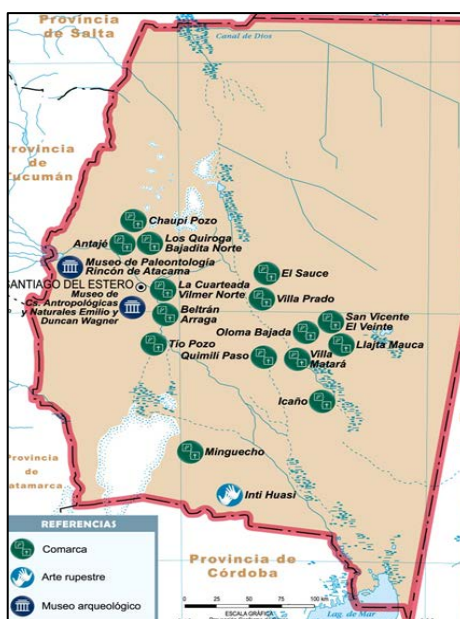 Provincia
de Salta
Canal de Dios
Provincia
de
Tucumán
Chaupi Pozo
Antajé
Los Quiroga
Bajadita Norte
Museo de Paleontología
Rincón de Atacama
El Sauce
SANTIAGO DEL ESTERO
La Cuarteada
Vilmer Norte
Villa Prado
Museo de
Cs. Antropológicas
y Naturales Emilio y
Duncan Wagner
Beltrán
Arraga
San Vicente
El Veinte
Oloma Bajada
Llajta Mauca
Tío Pozo
Quimilí Paso
Villa
Matará
Icaño
Minguecho
Provincia
de
Catamarca
Inti Huasi
REFERENCIAS
Comarca
Arte rupestre
Museo arqueológico
Provincia de
Córdoba
0 50 100 km
ESCALA GRÁFICA
Lag. de Mar